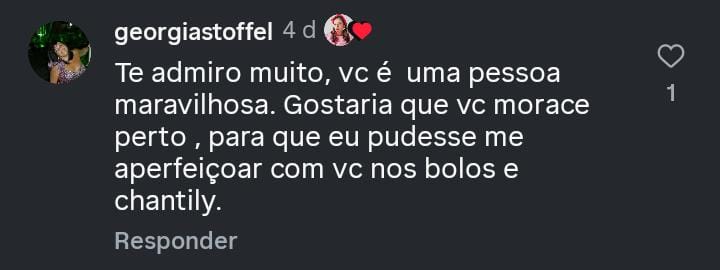 georgiastoffel 4 d
Te admiro muito, vc é uma pessoa
maravilhosa. Gostaria que vc morace
perto , para que eu pudesse me
aperfeiçoar com vc nos bolos e
chantily.
Responder
1